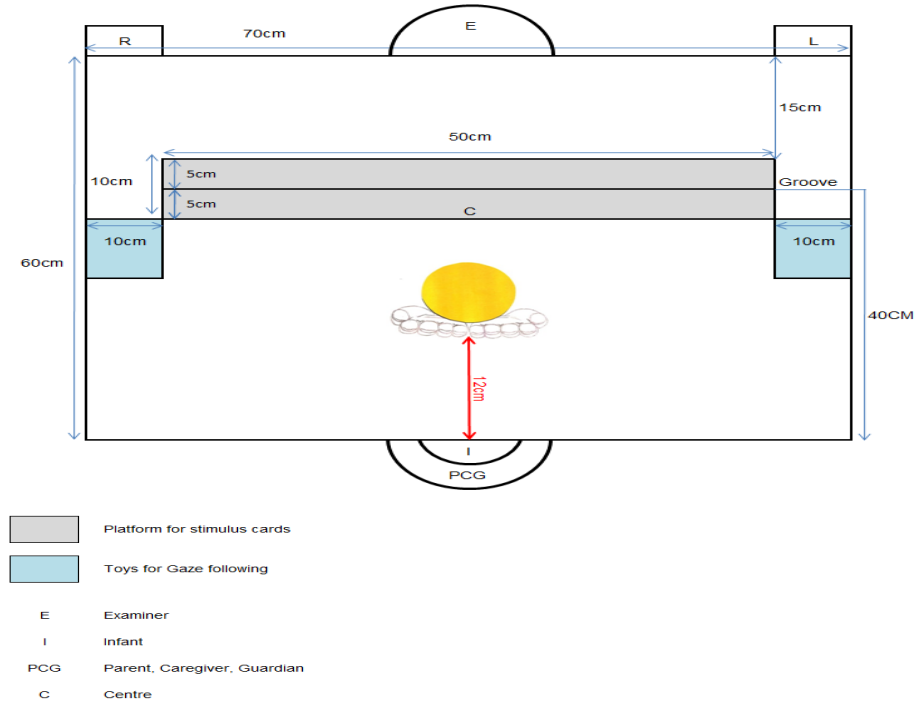 E
R
70cm
L
15cm
50cm
10cm
5cm
Groove
5cm
C
10cm
10cm
60cm
40CM
12cm
I
PCG
Platform for stimulus cards
Toys for Gaze following
E Examiner
I Infant
PCG Parent, Caregiver, Guardian
C Centre